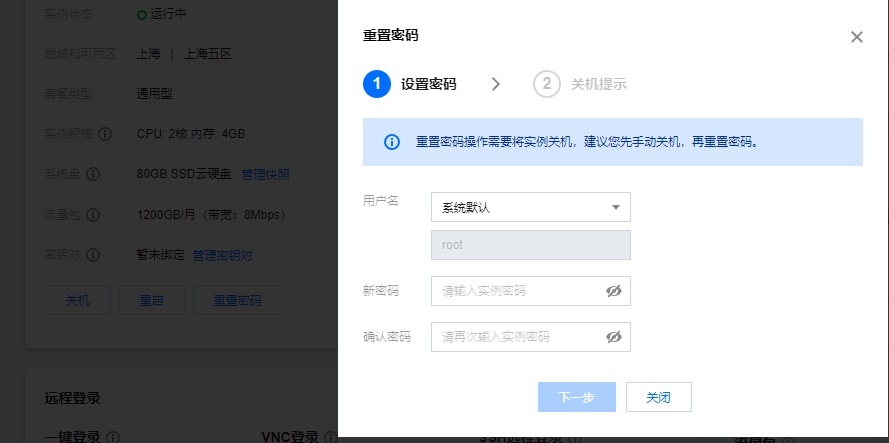 实例状态 运行中
地域和可用区 上海 | 上海五区
套餐类型 通用型
实例规格 CPU: 2核 内存: 4GB
系统盘 80GB SSD云硬盘 管理快照
流量包 1200GB/月（带宽：8Mbps）
密钥对 暂未绑定 管理密钥对
关机 重启 重置密码
远程登录
一键登录 VNC登录
重置密码
1 设置密码 2 关机提示
重置密码操作需要将实例关机，建议您先手动关机，再重置密码。
用户名 系统默认
root
新密码 请输入实例密码
确认密码 请再次输入实例密码
下一步 关闭